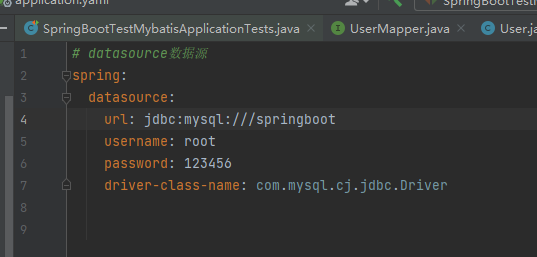 application.yaml
SpringBootTestMybatisApplicationTests.java
UserMapper.java
User.j
1 # datasource数据源
2 spring:
3 datasource:
4 url: jdbc:mysql:///springboot
5 username: root
6 password: 123456
7 driver-class-name: com.mysql.cj.jdbc.Driver
8
9